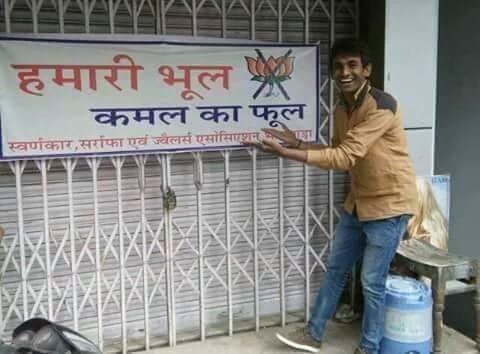 हमारी भूल
कमल का फूल
स्वर्णकार, सर्राफा एवं ज्वैलर्स एसोसिएशन